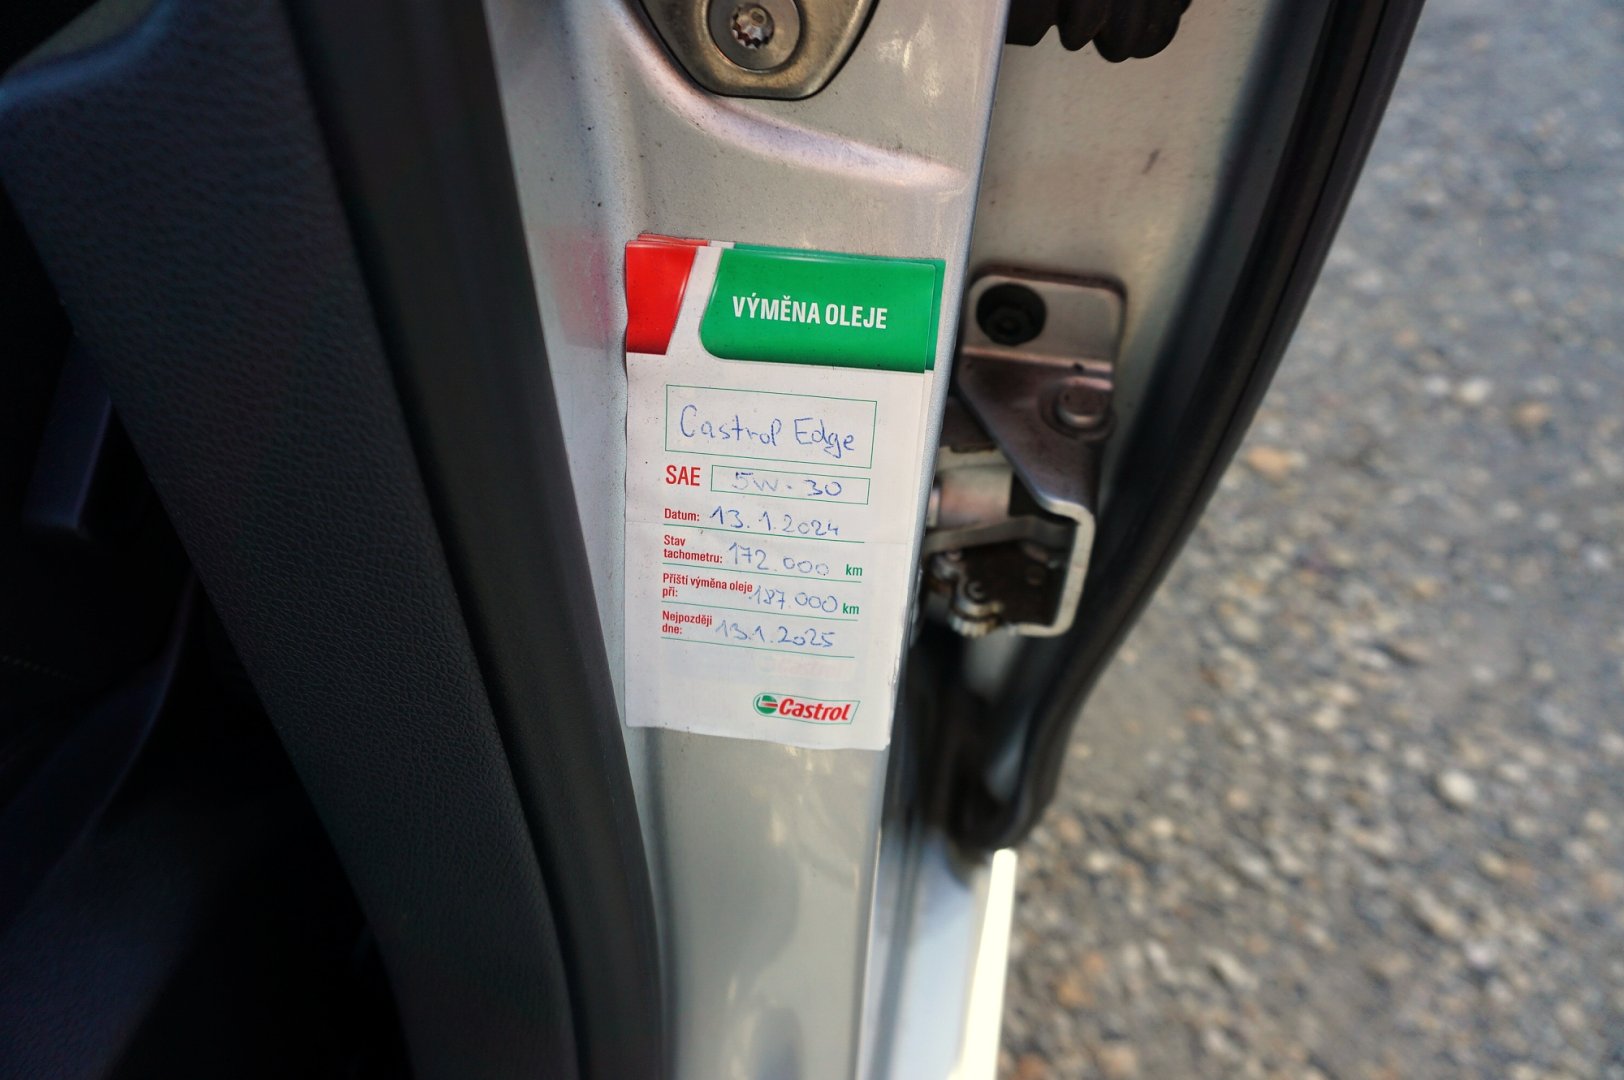 VÝMĚNA OLEJE
Castrol Edge
SAE 5W-30
Datum: 13.1.2024
Stav
tachometru: 172.000 km
Příští výměna oleje
při: 187.000 km
Nejpozději
dne: 13.1.2025
Castrol